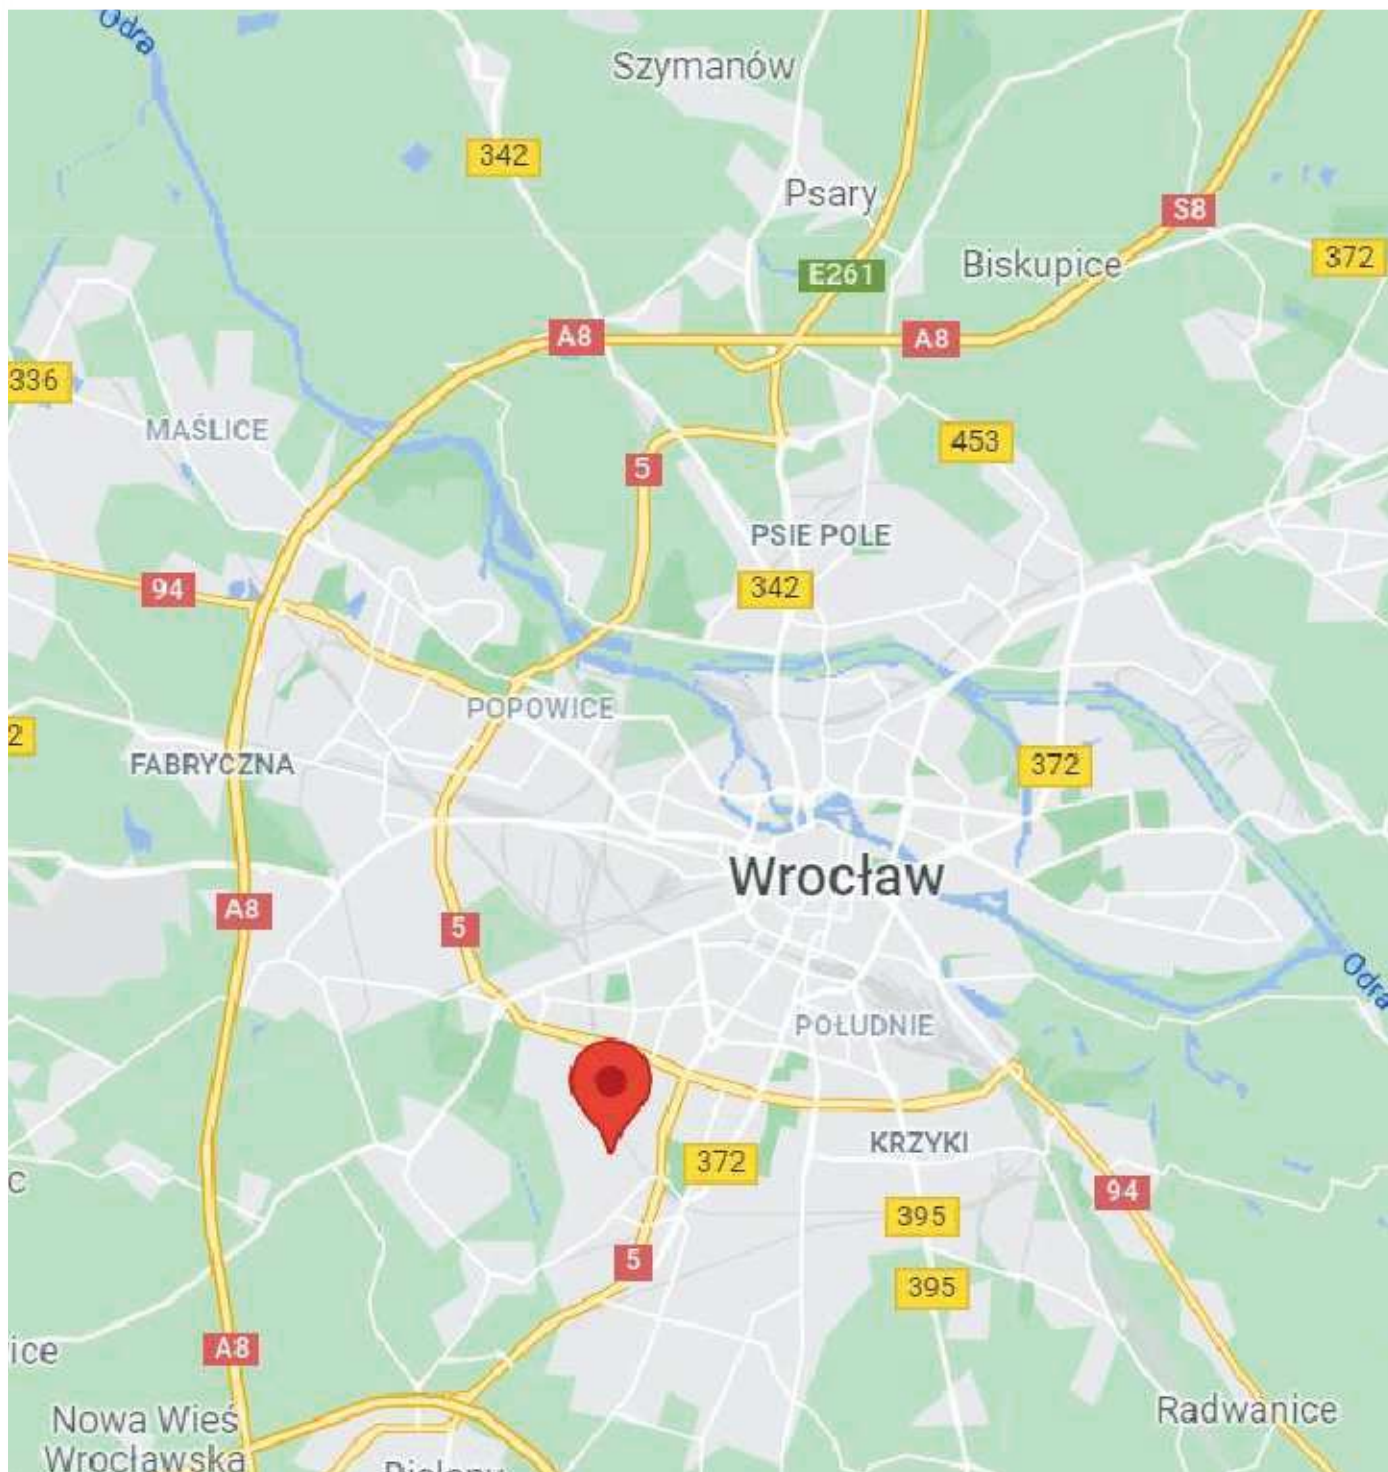 Odra
Szymanów
342
Psary
S8
Biskupice
372
E261
A8
A8
336
MAŚLICE
453
5
PSIE POLE
94
342
POPOWICE
2
FABRYCZNA
372
Wrocław
A8
5
Odra
POŁUDNIE
KRZYKI
372
C
94
395
5
395
A8
ice
Radwanice
Nowa Wieś
Wrocławska